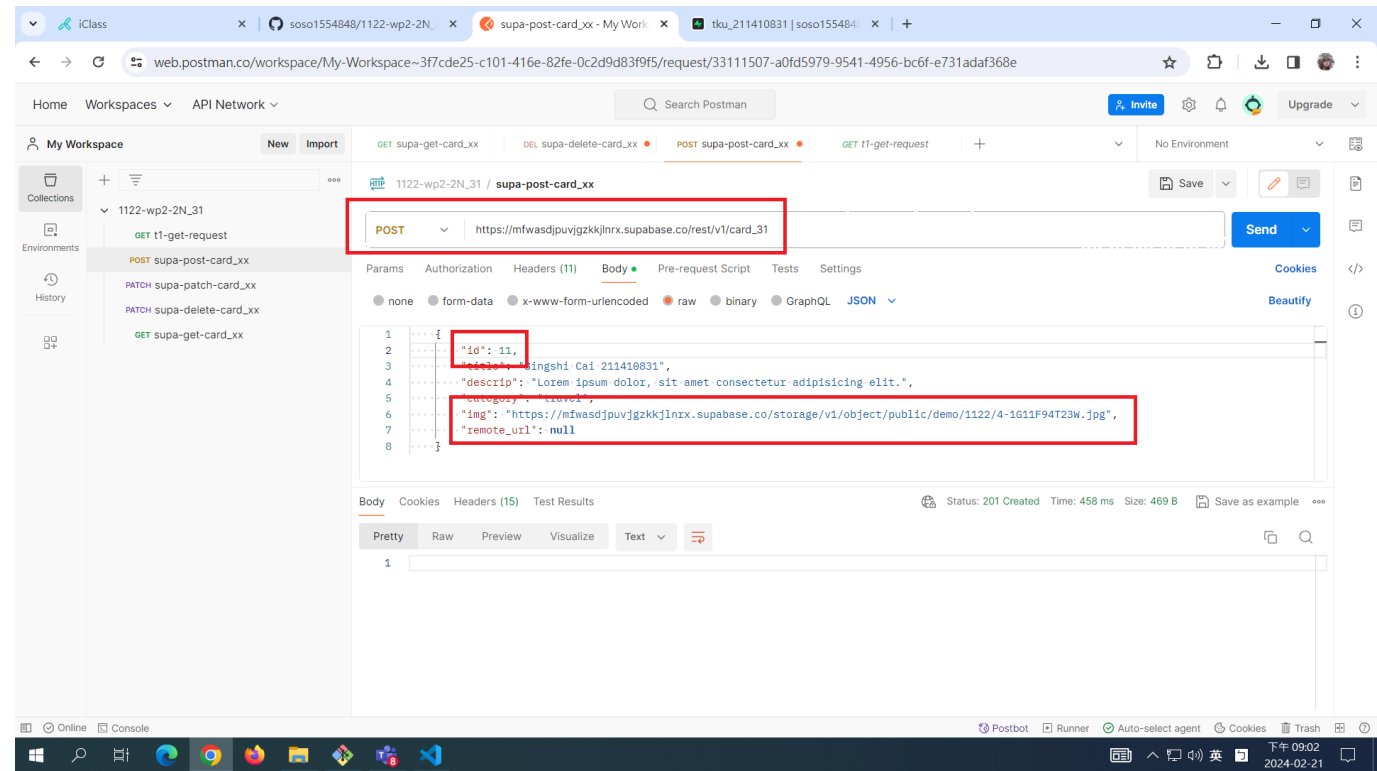 iClass
soso1554848/1122-wp2-2N_
supa-post-card_xx - My Work
tku_211410831 | soso155484
web.postman.co/workspace/My-Workspace~3f7cde25-c101-416e-82fe-0c2d9d83f9f5/request/33111507-a0fd5979-9541-4956-bc6f-e731adaf368e
Home Workspaces API Network Search Postman Invite Upgrade
My Workspace New Import
GET supa-get-card_xx DEL supa-delete-card_xx POST supa-post-card_xx GET t1-get-request No Environment
Collections
Environments
History
1122-wp2-2N_31
GET t1-get-request
POST supa-post-card_xx
PATCH supa-patch-card_xx
PATCH supa-delete-card_xx
GET supa-get-card_xx
HTTP 1122-wp2-2N_31 / supa-post-card_xx Save
POST https://mfwasdjpuvjgzkkjlnrx.supabase.co/rest/v1/card_31 Send
Params Authorization Headers (11) Body Pre-request Script Tests Settings Cookies
none form-data x-www-form-urlencoded raw binary GraphQL JSON Beautify
1 {
2 "id": 11,
3 "title": "Bingshi Cai 211410831",
4 "descrip": "Lorem ipsum dolor, sit amet consectetur adipisicing elit.",
5 "category": "travel",
6 "img": "https://mfwasdjpuvjgzkkjlnrx.supabase.co/storage/v1/object/public/demo/1122/4-1G11F94T23W.jpg",
7 "remote_url": null
8 }
Body Cookies Headers (15) Test Results Status: 201 Created Time: 458 ms Size: 469 B Save as example
Pretty Raw Preview Visualize Text
1
Online Console Postbot Runner Auto-select agent Cookies Trash
英 下午 09:02
2024-02-21